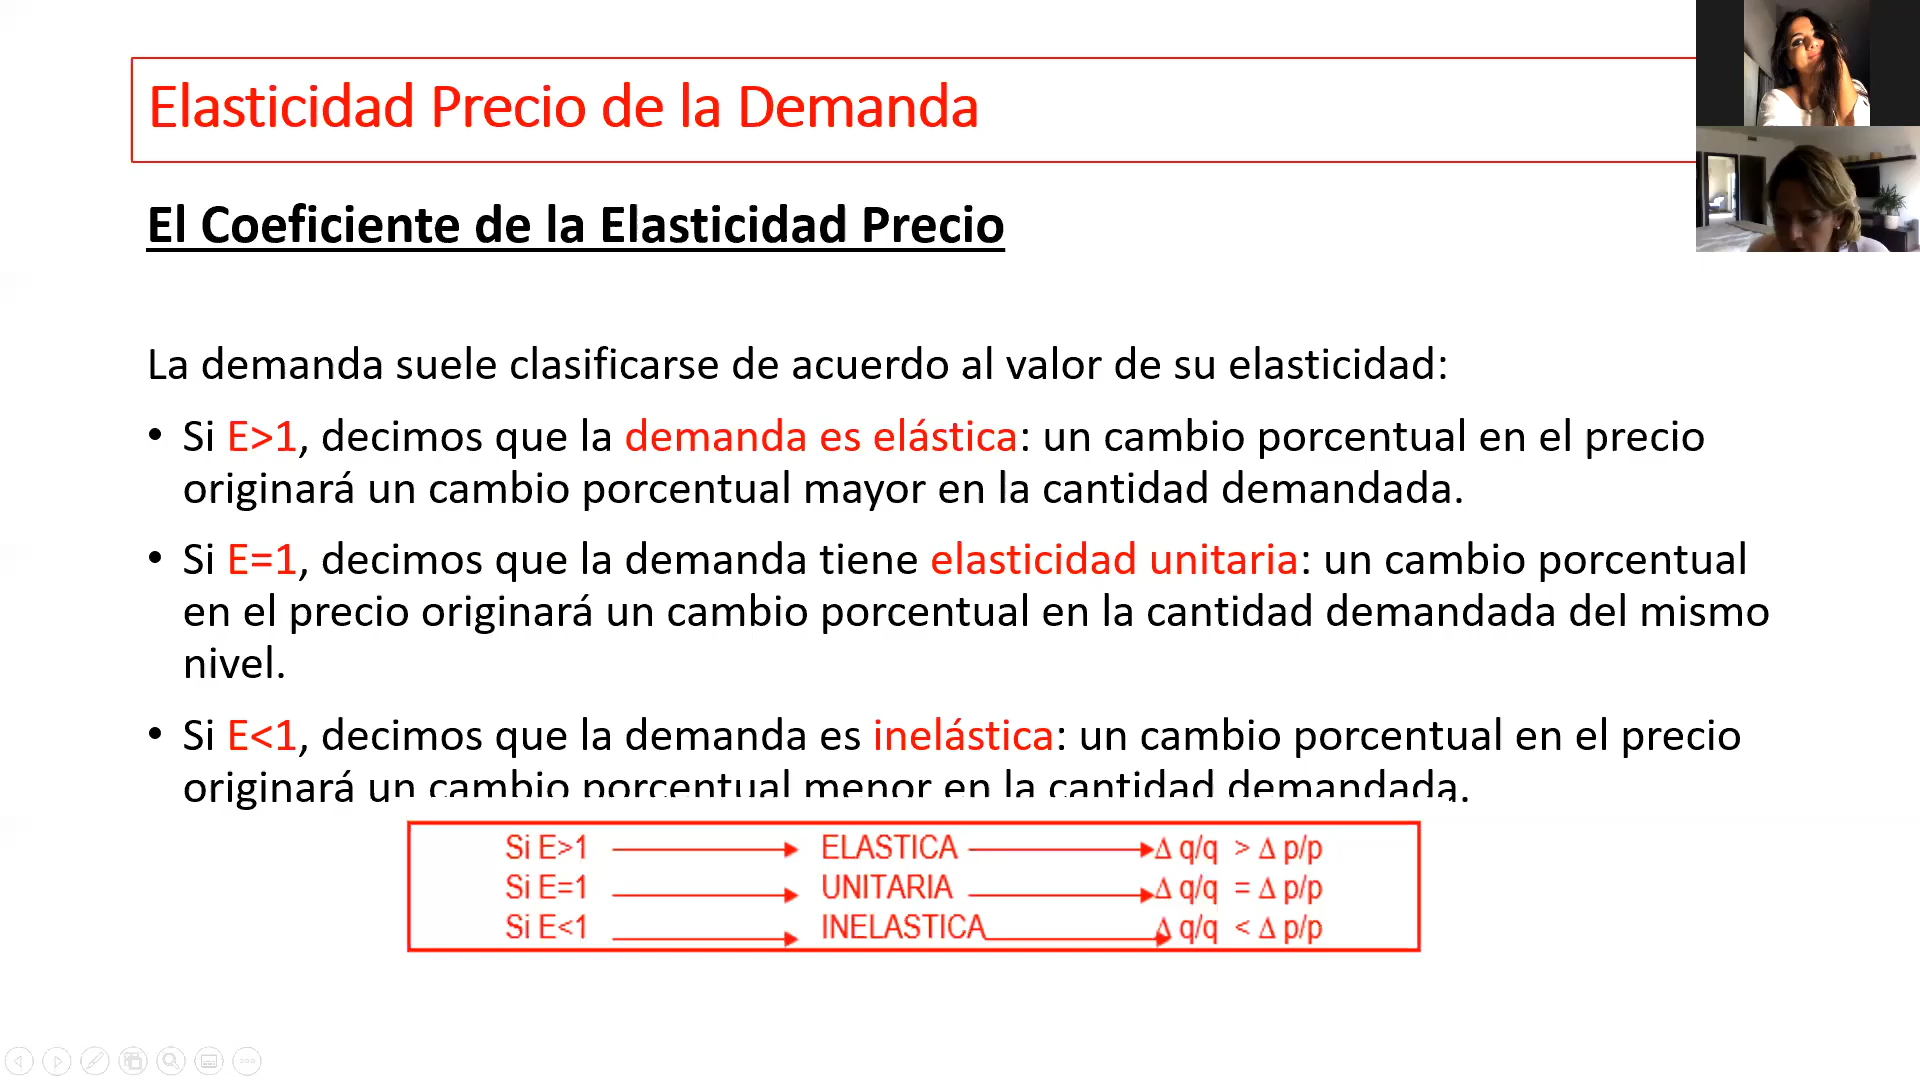 Elasticidad Precio de la Demanda
El Coeficiente de la Elasticidad Precio
La demanda suele clasificarse de acuerdo al valor de su elasticidad:
• Si E>1, decimos que la demanda es elástica: un cambio porcentual en el precio
originará un cambio porcentual mayor en la cantidad demandada.
• Si E=1, decimos que la demanda tiene elasticidad unitaria: un cambio porcentual
en el precio originará un cambio porcentual en la cantidad demandada del mismo
nivel.
• Si E<1, decimos que la demanda es inelástica: un cambio porcentual en el precio
originará un cambio porcentual menor en la cantidad demandada.
Si E>1 ELASTICA Δ q/q > Δ p/p
Si E=1 UNITARIA Δ q/q = Δ p/p
Si E<1 INELASTICA Δ q/q < Δ p/p